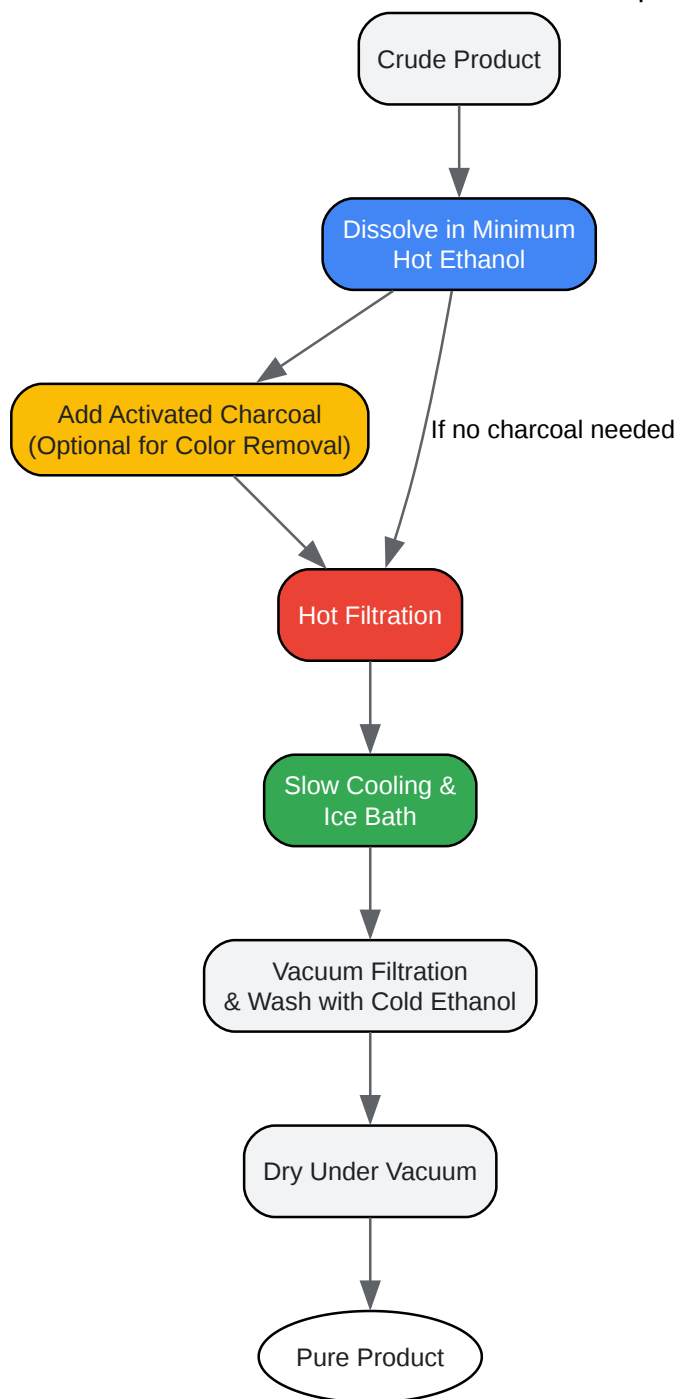 Crude Product
Dissolve in Minimum
Hot Ethanol
Add Activated Charcoal
(Optional for Color Removal)
If no charcoal needed
Hot Filtration
Slow Cooling &
Ice Bath
Vacuum Filtration
& Wash with Cold Ethanol
Dry Under Vacuum
Pure Product